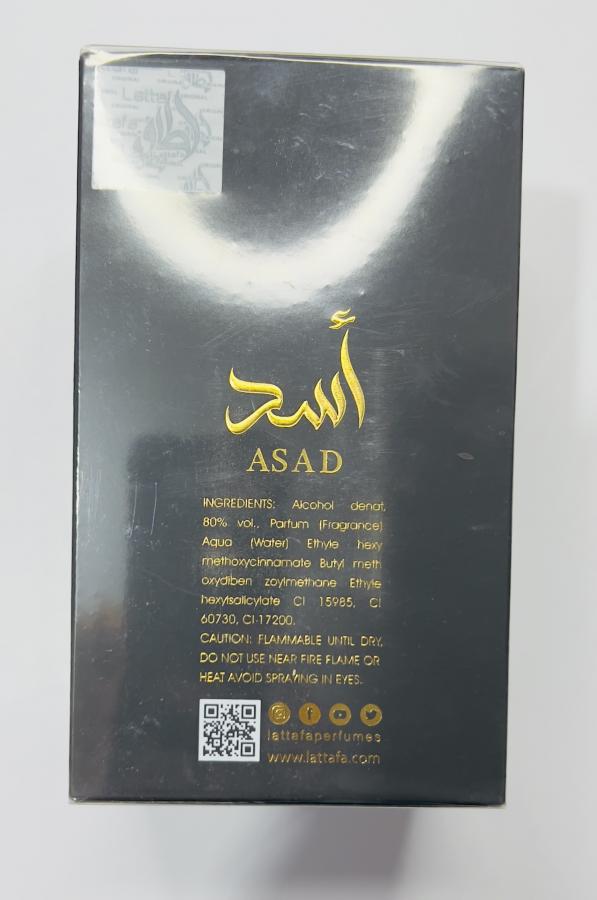 Lattafa
Lattafa
أسد
ASAD
INGREDIENTS: Alcohol denat,
80% vol., Parfum (Fragrance)
Aqua (Water) Ethyle hexy
methoxycinnamate Butyl meth
oxydiben zoylmethane Ethyle
hexylsalicylate CI 15985, CI
60730, CI-17200.
CAUTION: FLAMMABLE UNTIL DRY,
DO NOT USE NEAR FIRE FLAME OR
HEAT AVOID SPRAYING IN EYES.
lattafaperfumes
www.lattafa.com